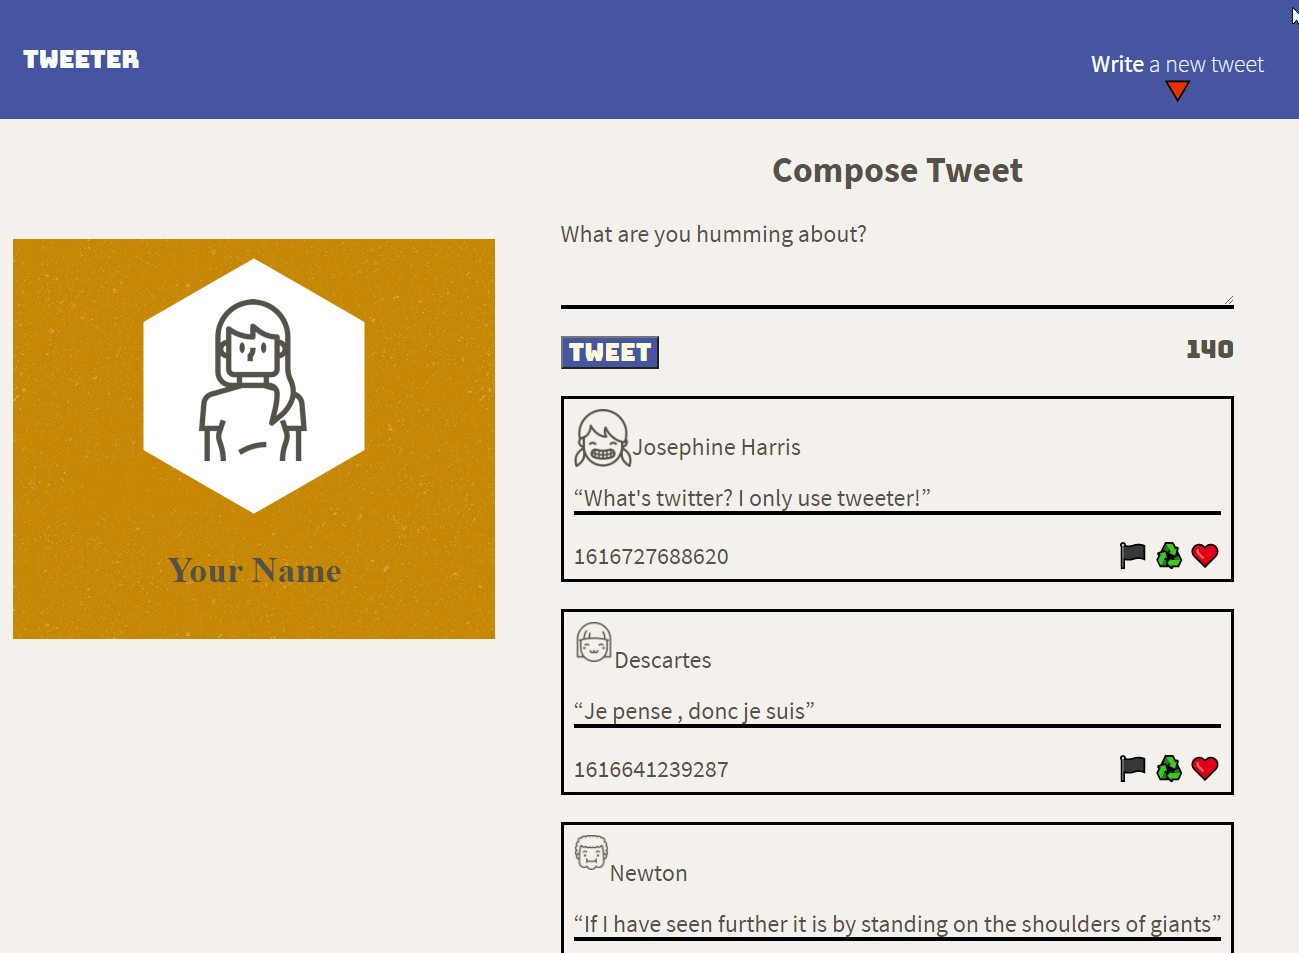 TWEETER
Write a new tweet
Compose Tweet
What are you humming about?
TWEET
140
Your Name
Josephine Harris
“What's twitter? I only use tweeter!”
1616727688620
Descartes
“Je pense , donc je suis”
1616641239287
Newton
“If I have seen further it is by standing on the shoulders of giants”